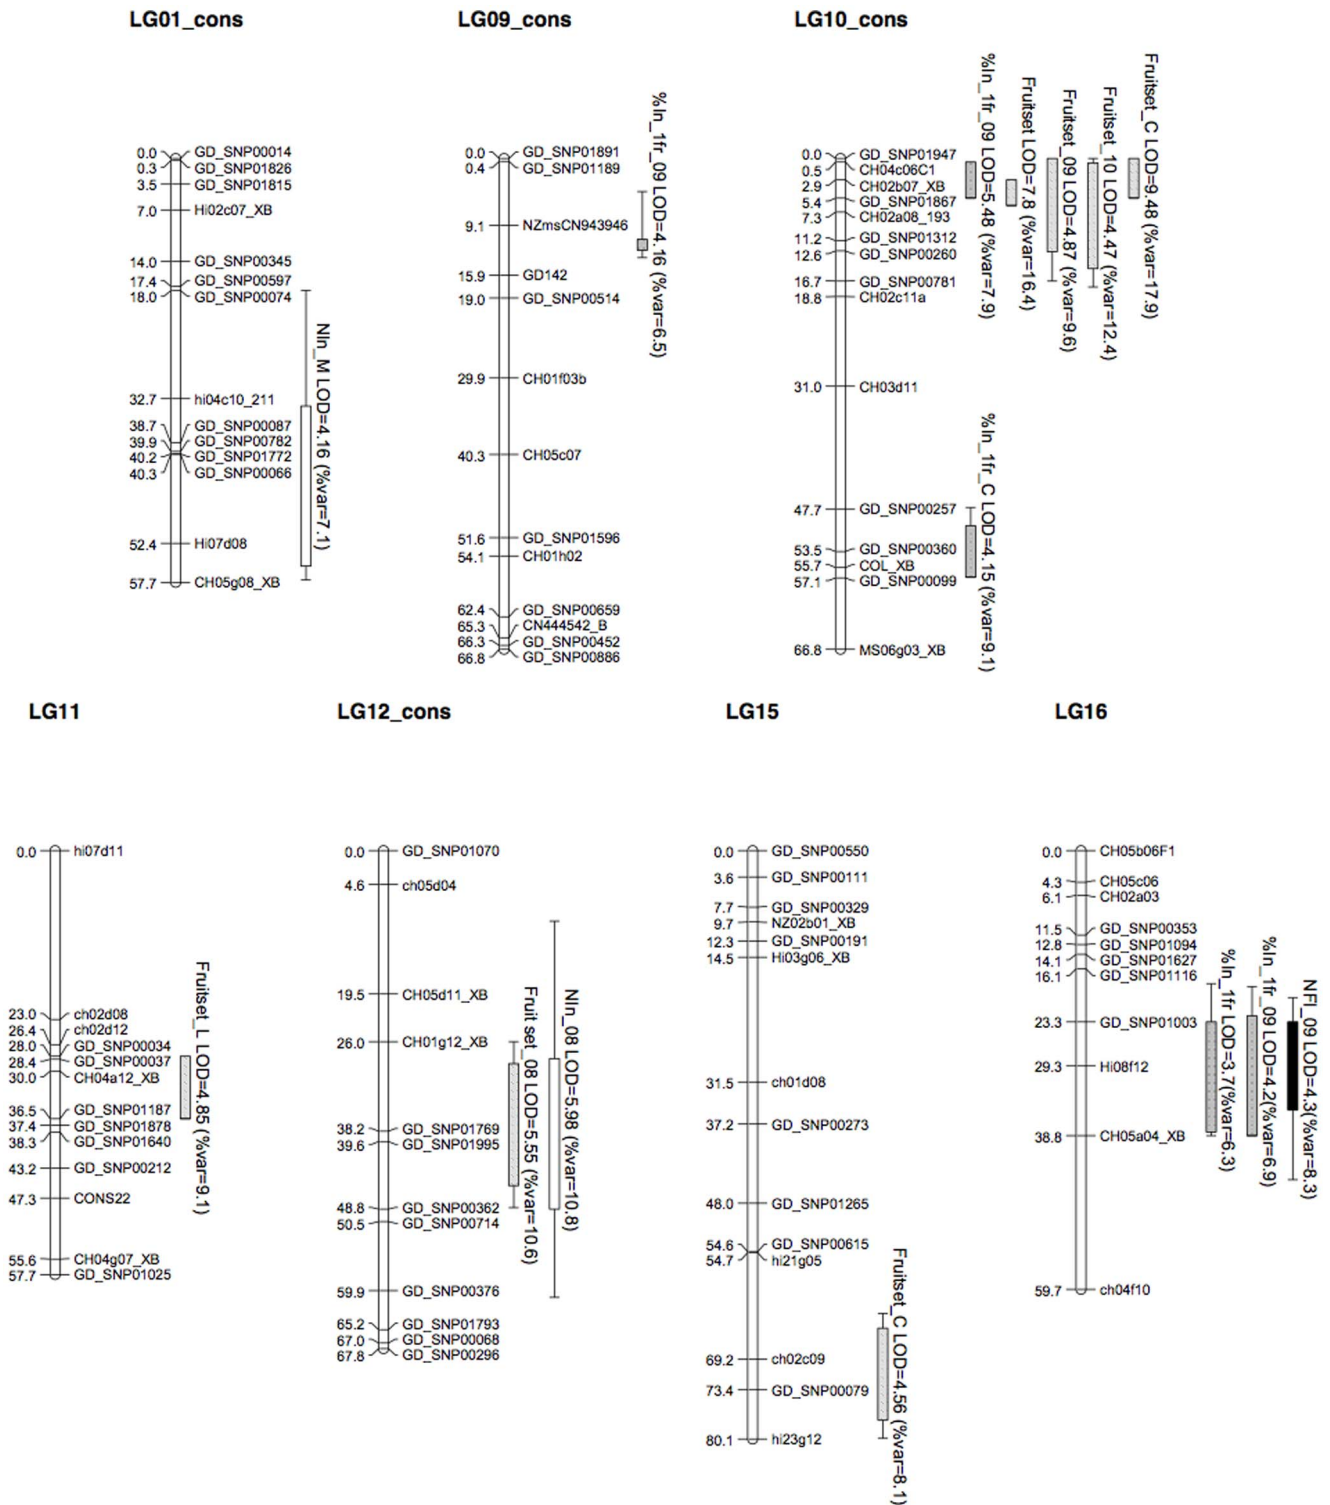 LG01_cons
0.0 GD_SNP00014
0.3 GD_SNP01826
3.5 GD_SNP01815
7.0 Hi02c07_XB
14.0 GD_SNP00345
17.4 GD_SNP00597
18.0 GD_SNP00074
32.7 hi04c10_211
38.7 GD_SNP00087
39.9 GD_SNP00782
40.2 GD_SNP01772
40.3 GD_SNP00066
52.4 Hi07d08
57.7 CH05g08_XB
NIn_M LOD=4.16 (%var=7.1)
LG09_cons
0.0 GD_SNP01891
0.4 GD_SNP01189
9.1 NZmsCN943946
15.9 GD142
19.0 GD_SNP00514
29.9 CH01f03b
40.3 CH05c07
51.6 GD_SNP01596
54.1 CH01h02
62.4 GD_SNP00659
65.3 CN444542_B
66.3 GD_SNP00452
66.8 GD_SNP00886
%In_1fr_09 LOD=4.16 (%var=6.5)
LG10_cons
0.0 GD_SNP01947
0.5 CH04c06C1
2.9 CH02b07_XB
5.4 GD_SNP01867
7.3 CH02a08_193
11.2 GD_SNP01312
12.6 GD_SNP00260
16.7 GD_SNP00781
18.8 CH02c11a
31.0 CH03d11
47.7 GD_SNP00257
53.5 GD_SNP00360
55.7 COL_XB
57.1 GD_SNP00099
66.8 MS06g03_XB
%In_1fr_09 LOD=5.48 (%var=7.9)
Fruitset LOD=7.8 (%var=16.4)
Fruitset_09 LOD=4.87 (%var=9.6)
Fruitset_10 LOD=4.47 (%var=12.4)
Fruitset_C LOD=9.48 (%var=17.9)
%In_1fr_C LOD=4.15 (%var=9.1)
LG11
0.0 hi07d11
23.0 ch02d08
26.4 ch02d12
28.0 GD_SNP00034
28.4 GD_SNP00037
30.0 CH04a12_XB
36.5 GD_SNP01187
37.4 GD_SNP01878
38.3 GD_SNP01640
43.2 GD_SNP00212
47.3 CONS22
55.6 CH04g07_XB
57.7 GD_SNP01025
Fruitset_L LOD=4.85 (%var=9.1)
LG12_cons
0.0 GD_SNP01070
4.6 ch05d04
19.5 CH05d11_XB
26.0 CH01g12_XB
38.2 GD_SNP01769
39.6 GD_SNP01995
48.8 GD_SNP00362
50.5 GD_SNP00714
59.9 GD_SNP00376
65.2 GD_SNP01793
67.0 GD_SNP00068
67.8 GD_SNP00296
Fruit set_08 LOD=5.55 (%var=10.6)
NIn_08 LOD=5.98 (%var=10.8)
LG15
0.0 GD_SNP00550
3.6 GD_SNP00111
7.7 GD_SNP00329
9.7 NZ02b01_XB
12.3 GD_SNP00191
14.5 Hi03g06_XB
31.5 ch01d08
37.2 GD_SNP00273
48.0 GD_SNP01265
54.6 GD_SNP00615
54.7 hi21g05
69.2 ch02c09
73.4 GD_SNP00079
80.1 hi23g12
Fruitset_C LOD=4.56 (%var=8.1)
LG16
0.0 CH05b06F1
4.3 CH05c06
6.1 CH02a03
11.5 GD_SNP00353
12.8 GD_SNP01094
14.1 GD_SNP01627
16.1 GD_SNP01116
23.3 GD_SNP01003
29.3 Hi08f12
38.8 CH05a04_XB
59.7 ch04f10
%In_1fr LOD=3.7(%var=6.3)
%In_1fr_09 LOD=4.2(%var=6.9)
NFI_09 LOD=4.3(%var=8.3)